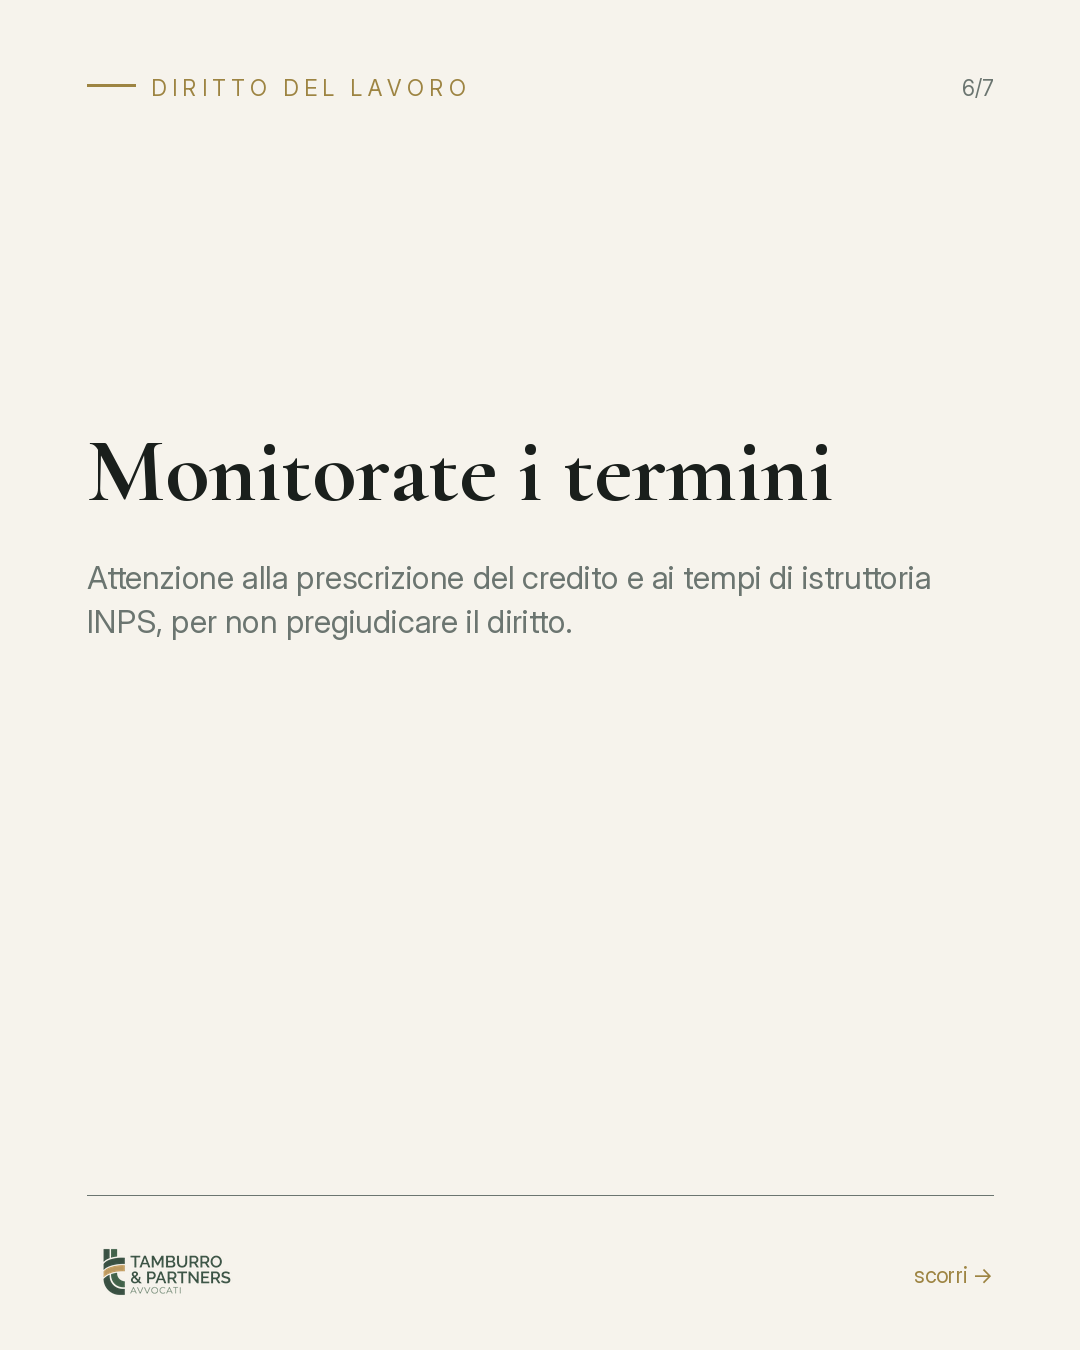 DIRITTO DEL LAVORO
6/7
Monitorate i termini
Attenzione alla prescrizione del credito e ai tempi di istruttoria
INPS, per non pregiudicare il diritto.
TAMBURRO
& PARTNERS
AVVOCATI
scorri →